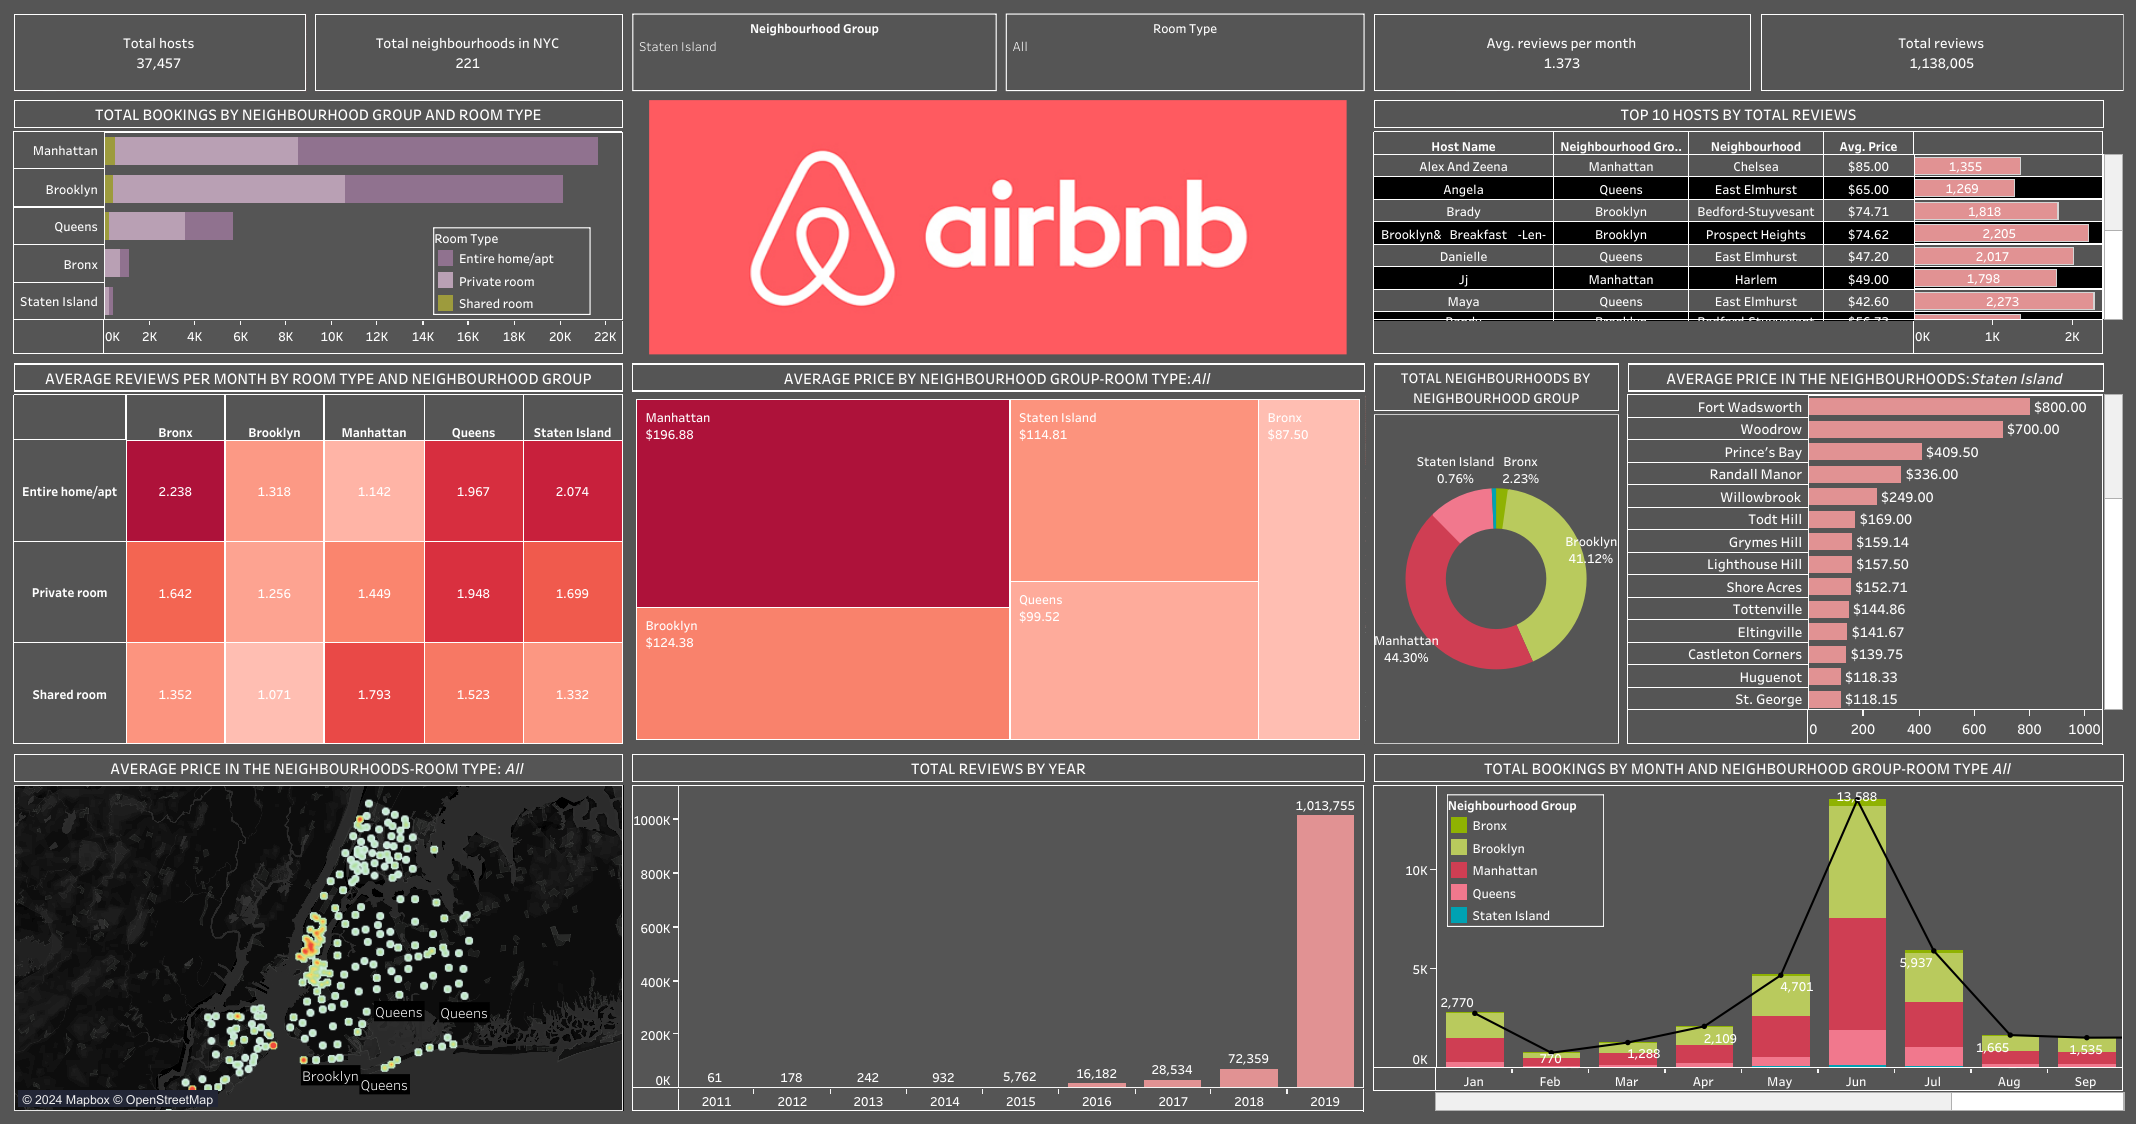 Total hosts
37,457
Total neighbourhoods in NYC
221
Neighbourhood Group
Staten Island
Room Type
All
Avg. reviews per month
1.373
Total reviews
1,138,005
TOTAL BOOKINGS BY NEIGHBOURHOOD GROUP AND ROOM TYPE
Manhattan
Brooklyn
Queens
Bronx
Staten Island
Room Type
Entire home/apt
Private room
Shared room
0K 2K 4K 6K 8K 10K 12K 14K 16K 18K 20K 22K
airbnb
TOP 10 HOSTS BY TOTAL REVIEWS
Host Name Neighbourhood Gro.. Neighbourhood Avg. Price
Alex And Zeena Manhattan Chelsea $85.00 1,355
Angela Queens East Elmhurst $65.00 1,269
Brady Brooklyn Bedford-Stuyvesant $74.71 1,818
Brooklyn& Breakfast -Len- Brooklyn Prospect Heights $74.62 2,205
Danielle Queens East Elmhurst $47.20 2,017
Jj Manhattan Harlem $49.00 1,798
Maya Queens East Elmhurst $42.60 2,273
0K 1K 2K
AVERAGE REVIEWS PER MONTH BY ROOM TYPE AND NEIGHBOURHOOD GROUP
Bronx Brooklyn Manhattan Queens Staten Island
Entire home/apt 2.238 1.318 1.142 1.967 2.074
Private room 1.642 1.256 1.449 1.948 1.699
Shared room 1.352 1.071 1.793 1.523 1.332
AVERAGE PRICE BY NEIGHBOURHOOD GROUP-ROOM TYPE:All
Manhattan
$196.88
Brooklyn
$124.38
Staten Island
$114.81
Queens
$99.52
Bronx
$87.50
TOTAL NEIGHBOURHOODS BY
NEIGHBOURHOOD GROUP
Staten Island
0.76%
Bronx
2.23%
Brooklyn
41.12%
Manhattan
44.30%
AVERAGE PRICE IN THE NEIGHBOURHOODS:Staten Island
Fort Wadsworth $800.00
Woodrow $700.00
Prince's Bay $409.50
Randall Manor $336.00
Willowbrook $249.00
Todt Hill $169.00
Grymes Hill $159.14
Lighthouse Hill $157.50
Shore Acres $152.71
Tottenville $144.86
Eltingville $141.67
Castleton Corners $139.75
Huguenot $118.33
St. George $118.15
0 200 400 600 800 1000
AVERAGE PRICE IN THE NEIGHBOURHOODS-ROOM TYPE: All
Queens
Queens
Brooklyn
Queens
© 2024 Mapbox © OpenStreetMap
TOTAL REVIEWS BY YEAR
1000K
800K
600K
400K
200K
0K
61 178 242 932 5,762 16,182 28,534 72,359 1,013,755
2011 2012 2013 2014 2015 2016 2017 2018 2019
TOTAL BOOKINGS BY MONTH AND NEIGHBOURHOOD GROUP-ROOM TYPE All
Neighbourhood Group
Bronx
Brooklyn
Manhattan
Queens
Staten Island
10K
5K
0K
2,770 770 1,288 2,109 4,701 13,588 5,937 1,665 1,535
Jan Feb Mar Apr May Jun Jul Aug Sep